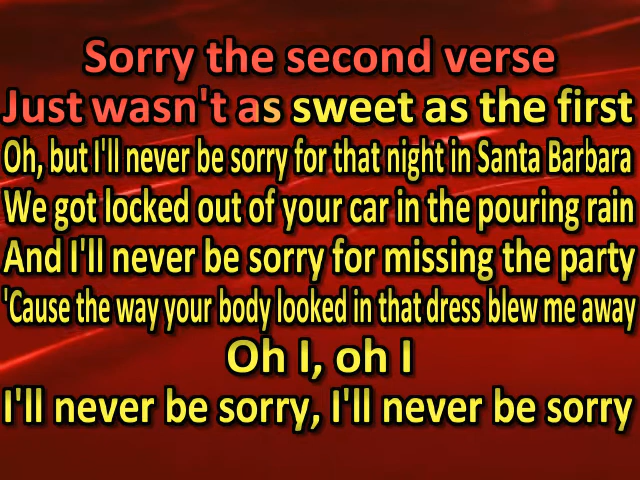 Sorry the second verse
Just wasn't as sweet as the first
Oh, but I'll never be sorry for that night in Santa Barbara
We got locked out of your car in the pouring rain
And I'll never be sorry for missing the party
'Cause the way your body looked in that dress blew me away
Oh I, oh I
I'll never be sorry, I'll never be sorry